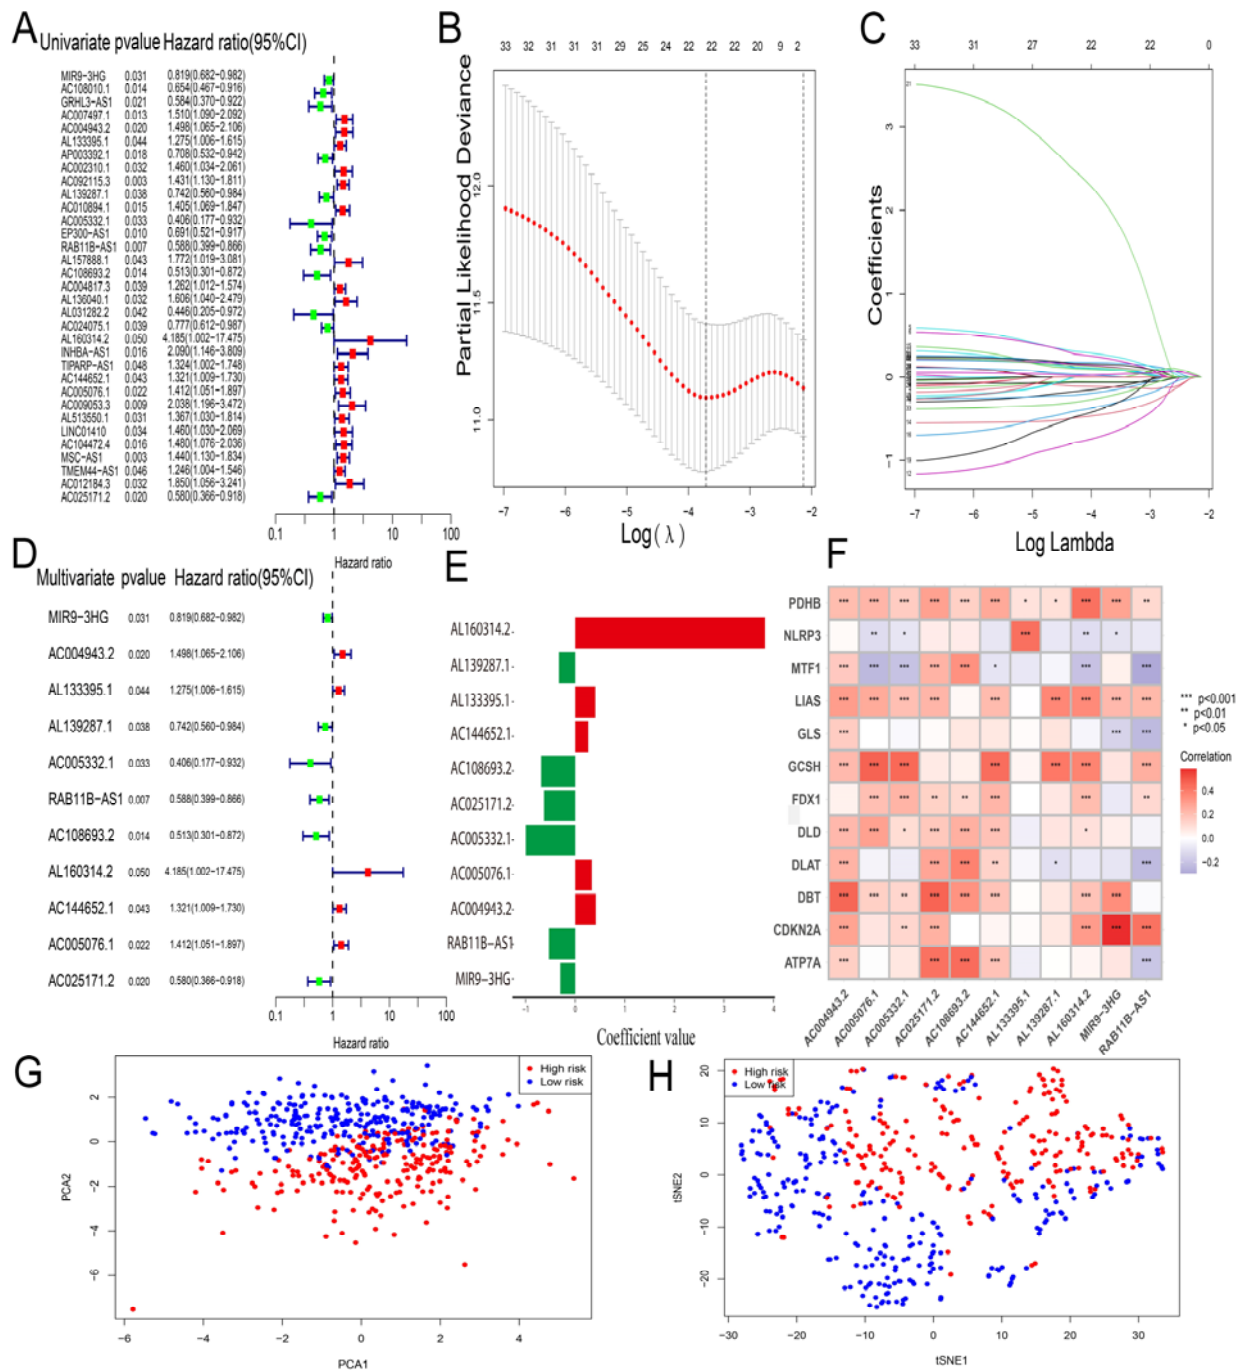 A
Univariate pvalue Hazard ratio(95%CI)
MIR9-3HG 0.031 0.819(0.682-0.982)
AC108010.1 0.014 0.654(0.467-0.916)
GRHL3-AS1 0.021 0.584(0.370-0.922)
AC007497.1 0.013 1.510(1.090-2.092)
AC004943.2 0.020 1.498(1.065-2.106)
AL133395.1 0.044 1.275(1.006-1.615)
AP003392.1 0.018 0.708(0.532-0.942)
AC002310.1 0.032 1.460(1.034-2.061)
AC092115.3 0.003 1.431(1.130-1.811)
AL139287.1 0.038 0.742(0.560-0.984)
AC010894.1 0.015 1.405(1.069-1.847)
AC005332.1 0.033 0.406(0.177-0.932)
EP300-AS1 0.010 0.691(0.521-0.917)
RAB11B-AS1 0.007 0.588(0.399-0.866)
AL157888.1 0.043 1.772(1.019-3.081)
AC108693.2 0.014 0.513(0.301-0.872)
AC004817.3 0.039 1.262(1.012-1.574)
AL136040.1 0.032 1.606(1.040-2.479)
AL031282.2 0.042 0.446(0.205-0.972)
AC024075.1 0.039 0.777(0.612-0.987)
AL160314.2 0.050 4.185(1.002-17.475)
INHBA-AS1 0.016 2.090(1.146-3.809)
TIPARP-AS1 0.048 1.324(1.002-1.748)
AC144652.1 0.043 1.321(1.009-1.730)
AC005076.1 0.022 1.412(1.051-1.897)
AC009053.3 0.009 2.038(1.196-3.472)
AL513550.1 0.031 1.367(1.030-1.814)
LINC01410 0.034 1.460(1.030-2.069)
AC104472.4 0.016 1.480(1.076-2.036)
MSC-AS1 0.003 1.440(1.130-1.834)
TMEM44-AS1 0.046 1.246(1.004-1.546)
AC012184.3 0.032 1.850(1.056-3.241)
AC025171.2 0.020 0.580(0.366-0.918)
0.1 1 10 100
Hazard ratio
B
33 32 31 31 31 29 25 24 22 22 22 20 9 2
Partial Likelihood Deviance
12.0
11.5
11.0
-7 -6 -5 -4 -3 -2
Log(λ)
C
33 31 27 22 22 0
Coefficients
3
2
1
0
-1
-7 -6 -5 -4 -3 -2
Log Lambda
D
Multivariate pvalue Hazard ratio(95%CI)
MIR9-3HG 0.031 0.819(0.682-0.982)
AC004943.2 0.020 1.498(1.065-2.106)
AL133395.1 0.044 1.275(1.006-1.615)
AL139287.1 0.038 0.742(0.560-0.984)
AC005332.1 0.033 0.406(0.177-0.932)
RAB11B-AS1 0.007 0.588(0.399-0.866)
AC108693.2 0.014 0.513(0.301-0.872)
AL160314.2 0.050 4.185(1.002-17.475)
AC144652.1 0.043 1.321(1.009-1.730)
AC005076.1 0.022 1.412(1.051-1.897)
AC025171.2 0.020 0.580(0.366-0.918)
0.1 1 10 100
Hazard ratio
E
AL160314.2
AL139287.1
AL133395.1
AC144652.1
AC108693.2
AC025171.2
AC005332.1
AC005076.1
AC004943.2
RAB11B-AS1
MIR9-3HG
-1 0 1 2 3 4
Coefficient value
F
PDHB *** *** *** *** *** *** * * *** *** **
NLRP3 ** * *** ** *
MTF1 *** *** *** *** *** * *** ***
LIAS *** *** *** *** *** *** *** *** ***
GLS *** *** ***
GCSH *** *** *** *** *** *** ***
FDX1 *** *** ** ** *** *** **
DLD *** *** * *** *** *** *
DLAT *** *** *** ** * ***
DBT *** *** ** *** *** *** *** ***
CDKN2A *** ** *** *** *** ***
ATP7A *** *** *** *** ***
AC004943.2
AC005076.1
AC005332.1
AC025171.2
AC108693.2
AC144652.1
AL133395.1
AL139287.1
AL160314.2
MIR9-3HG
RAB11B-AS1
*** p<0.001
** p<0.01
* p<0.05
Correlation
0.4
0.2
0.0
-0.2
G
High risk
Low risk
PCA2
2
0
-2
-4
-6
-6 -4 -2 0 2 4
PCA1
H
High risk
Low risk
tSNE2
20
10
0
-10
-20
-30 -20 -10 0 10 20 30
tSNE1